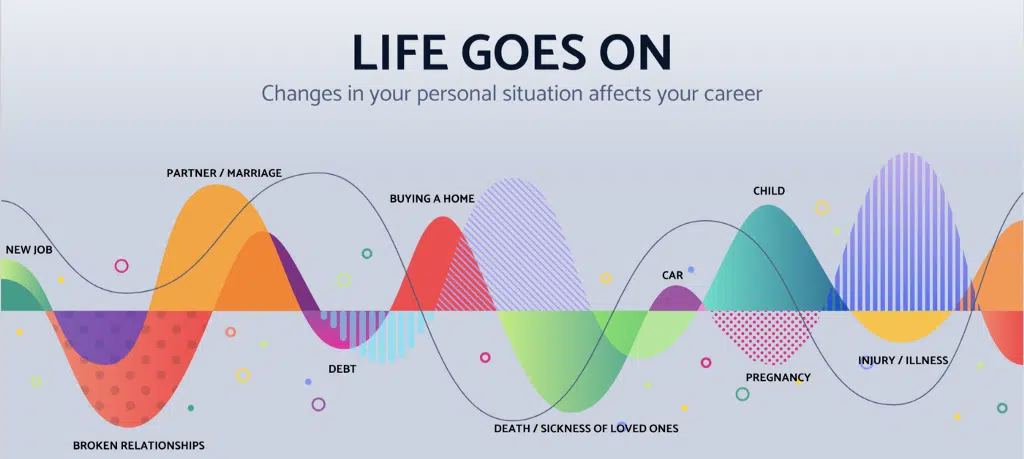 LIFE GOES ON
Changes in your personal situation affects your career
PARTNER / MARRIAGE
BUYING A HOME
CHILD
NEW JOB
CAR
DEBT
INJURY / ILLNESS
PREGNANCY
DEATH / SICKNESS OF LOVED ONES
BROKEN RELATIONSHIPS